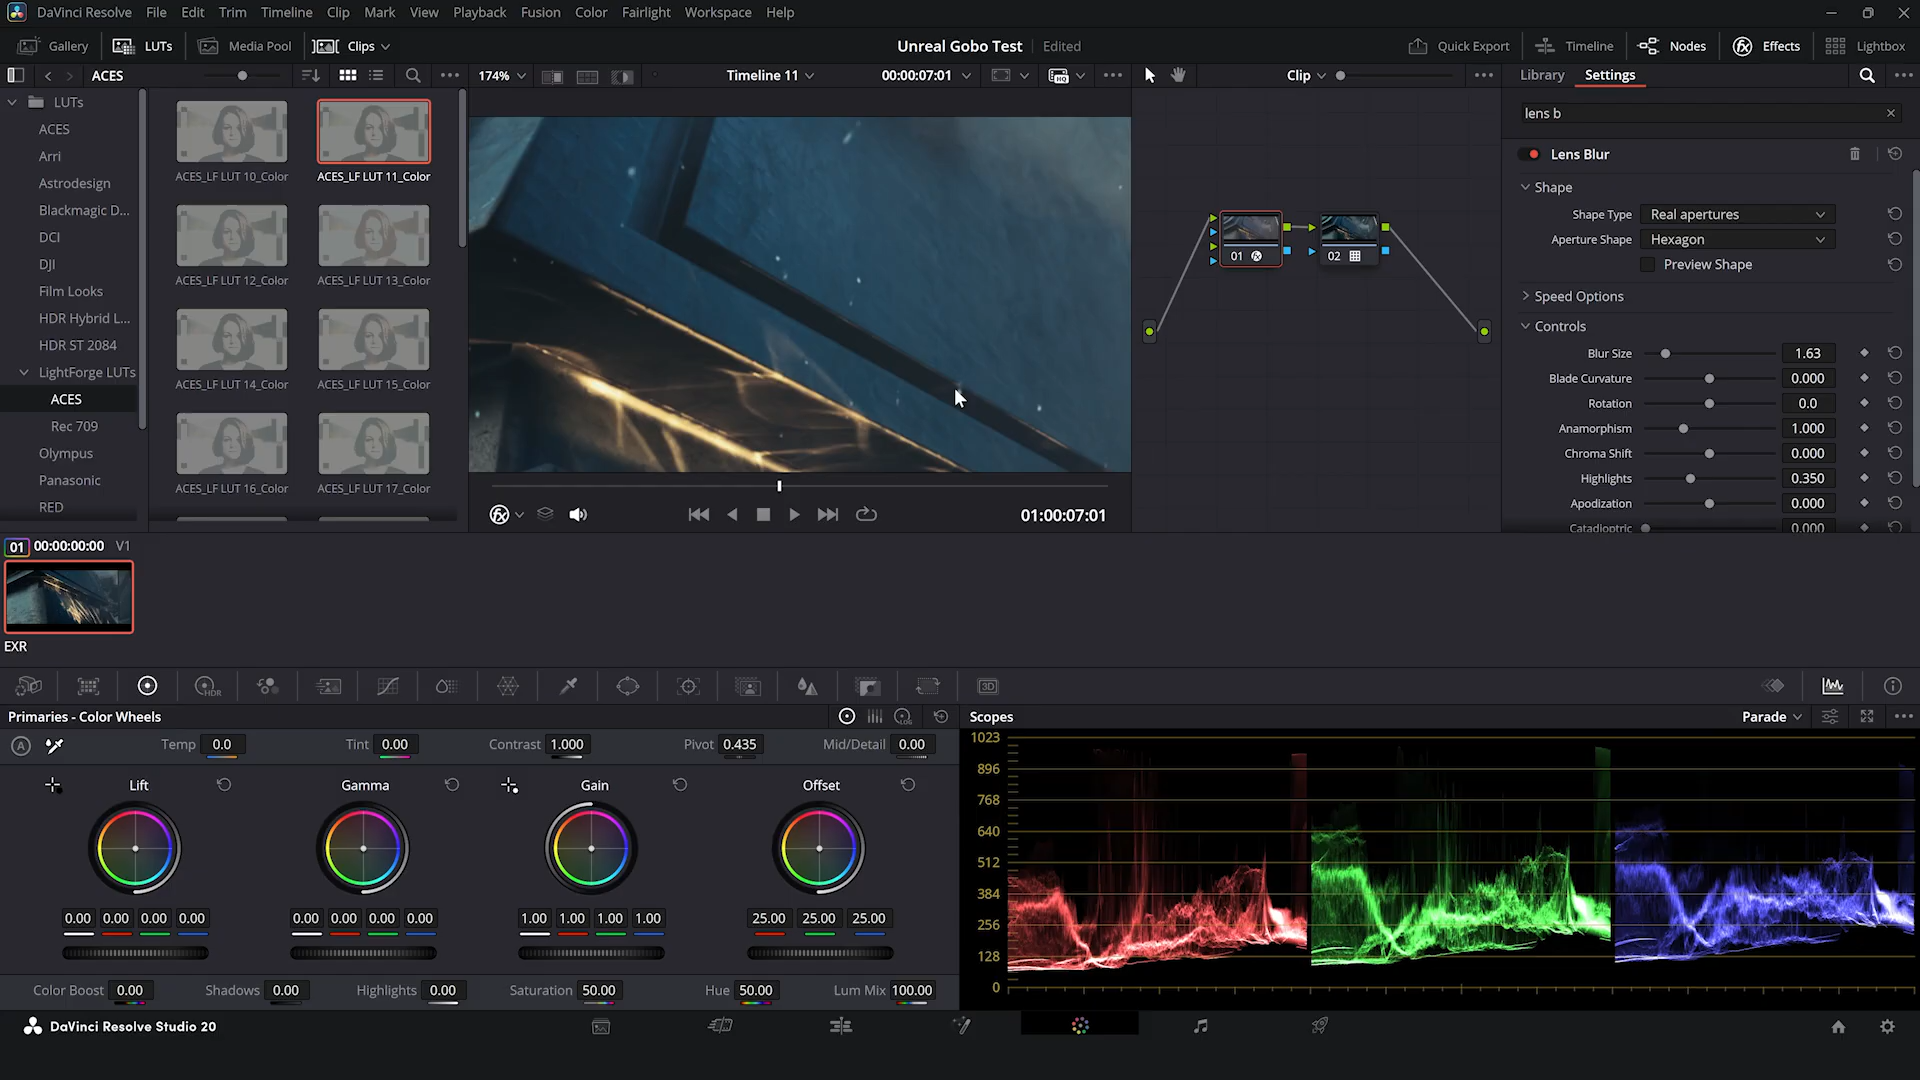 DaVinci Resolve File Edit Trim Timeline Clip Mark View Playback Fusion Color Fairlight Workspace Help
Gallery LUTs Media Pool Clips Unreal Gobo Test Edited Quick Export Timeline Nodes Effects Lightbox
ACES 174% Timeline 11 00:00:07:01 HQ Clip Library Settings
lens b
LUTs
ACES
Arri
Astrodesign
Blackmagic D...
DCI
DJI
Film Looks
HDR Hybrid L...
HDR ST 2084
LightForge LUTs
ACES
Rec 709
Olympus
Panasonic
RED
ACES_LF LUT 10_Color ACES_LF LUT 11_Color
ACES_LF LUT 12_Color ACES_LF LUT 13_Color
ACES_LF LUT 14_Color ACES_LF LUT 15_Color
ACES_LF LUT 16_Color ACES_LF LUT 17_Color
01:00:07:01
01 02
Lens Blur
Shape
Shape Type Real apertures
Aperture Shape Hexagon
Preview Shape
Speed Options
Controls
Blur Size 1.63
Blade Curvature 0.000
Rotation 0.0
Anamorphism 1.000
Chroma Shift 0.000
Highlights 0.350
Apodization 0.000
Catadioptric 0.000
01 00:00:00:00 V1
EXR
HDR 3D
Primaries - Color Wheels LOG Scopes Parade
A Temp 0.0 Tint 0.00 Contrast 1.000 Pivot 0.435 Mid/Detail 0.00
Lift Gamma Gain Offset
0.00 0.00 0.00 0.00 0.00 0.00 0.00 0.00 1.00 1.00 1.00 1.00 25.00 25.00 25.00
Color Boost 0.00 Shadows 0.00 Highlights 0.00 Saturation 50.00 Hue 50.00 Lum Mix 100.00
1023
896
768
640
512
384
256
128
0
DaVinci Resolve Studio 20